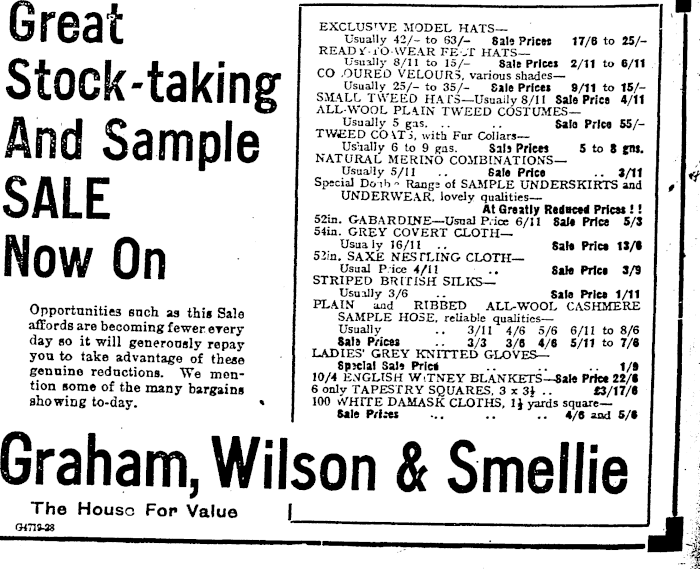 Great
Stock-taking
And Sample
SALE
Now On
Opportunities such as this Sale
affords are becoming fewer every
day so it will generously repay
you to take advantage of these
genuine reductions. We men-
tion some of the many bargains
showing to-day.
EXCLUSIVE MODEL HATS—
Usually 42/- to 63/- Sale Prices 17/6 to 25/-
READY-TO-WEAR FELT HATS—
Usually 8/11 to 15/- Sale Prices 2/11 to 6/11
COLOURED VELOURS, various shades—
Usually 25/- to 35/- Sale Prices 9/11 to 15/-
SMALL TWEED HATS—Usually 8/11 Sale Price 4/11
ALL-WOOL PLAIN TWEED COSTUMES—
Usually 5 gas. .. Sale Price 55/-
TWEED COATS, with Fur Collars—
Usually 6 to 9 gns. Sale Prices 5 to 8 gns.
NATURAL MERINO COMBINATIONS—
Usually 5/11 .. Sale Price .. 3/11
Special Double Range of SAMPLE UNDERSKIRTS and
UNDERWEAR, lovely qualities—
At Greatly Reduced Prices ! !
52in. GABARDINE—Usual Price 6/11 Sale Price 5/3
54in. GREY COVERT CLOTH—
Usually 16/11 .. Sale Price 13/6
52in. SAXE NESTLING CLOTH—
Usual Price 4/11 .. Sale Price 3/9
STRIPED BRITISH SILKS—
Usually 3/6 .. Sale Price 1/11
PLAIN and RIBBED ALL-WOOL CASHMERE
SAMPLE HOSE, reliable qualities—
Usually .. 3/11 4/6 5/6 6/11 to 8/6
Sale Prices .. 3/3 3/6 4/6 5/11 to 7/6
LADIES' GREY KNITTED GLOVES—
Special Sale Price .. .. 1/9
10/4 ENGLISH WITNEY BLANKETS—Sale Price 22/6
6 only TAPESTRY SQUARES, 3 x 3½ .. £3/17/6
100 WHITE DAMASK CLOTHS, 1½ yards square—
Sale Prices .. .. .. 4/6 and 5/6
Graham, Wilson & Smellie
The House For Value
G4719-28